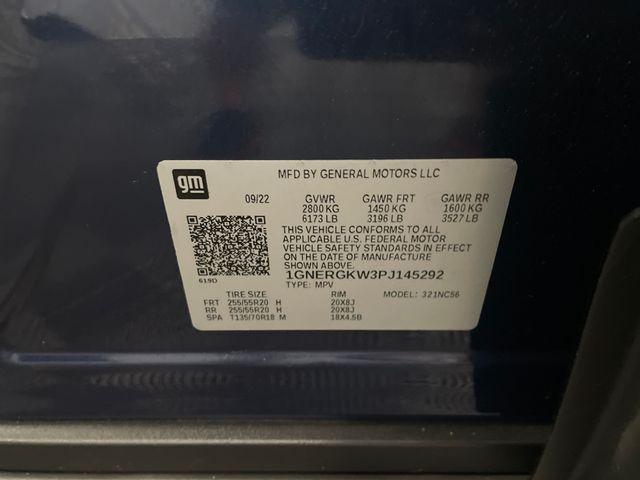 gm
MFD BY GENERAL MOTORS LLC
09/22 GVWR GAWR FRT GAWR RR
2800 KG 1450 KG 1600 KG
6173 LB 3196 LB 3527 LB
THIS VEHICLE CONFORMS TO ALL
APPLICABLE U.S. FEDERAL MOTOR
VEHICLE SAFETY STANDARDS IN EFFECT
ON THE DATE OF MANUFACTURE
SHOWN ABOVE.
619D
1GNERGKW3PJ145292
TYPE: MPV MODEL: 321NC56
TIRE SIZE RIM
FRT 255/55R20 H 20X8J
RR 255/55R20 H 20X8J
SPA T135/70R18 M 18X4.5B